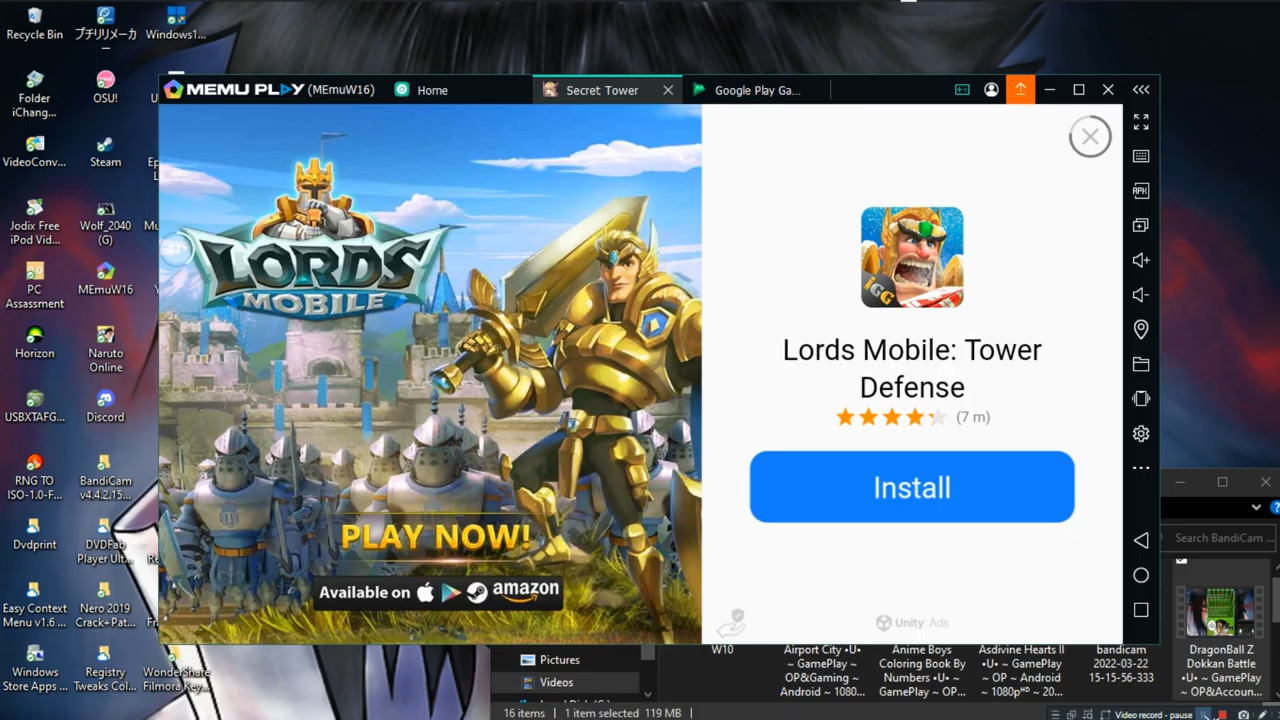 Recycle Bin
プチリリメーカ
ー
Windows1...
Folder
iChang...
OSU!
VideoConv...
Steam
Jodix Free
iPod Vid...
Wolf_2040
(G)
PC
Assassment
MEmuW16
Horizon
Naruto
Online
USBXTAFG...
Discord
RNG TO
ISO-1.0-F...
BandiCam
v4.4.2.15...
Dvdprint
DVDFab
Player Ult...
Easy Context
Menu v1.6 ...
Nero 2019
Crack+Pat...
Windows
Store Apps ...
Registry
Tweaks Col...
WonderShare
Filmora,Key...
MEMU PLAY (MEmuW16)
Home
Secret Tower
Google Play Ga...
LORDS
MOBILE
PLAY NOW!
Available on
amazon
IGG
Lords Mobile: Tower
Defense
(7 m)
Install
Unity Ads
APK
Search BandiCam ...
Pictures
Videos
W10
Airport City •U•
~ GamePlay ~
OP&Gaming ~
Android ~ 1080...
Anime Boys
Coloring Book By
Numbers •U• ~
GamePlay ~ OP...
Asdivine Hearts II
•U• ~ GamePlay
~ OP ~ Android
~ 1080pᴴᴰ ~ 20...
bandicam
2022-03-22
15-15-56-333
DragonBall Z
Dokkan Battle
•U• ~ GamePlay
~ OP&Accoun...
16 items
1 item selected 119 MB
Video record - pause